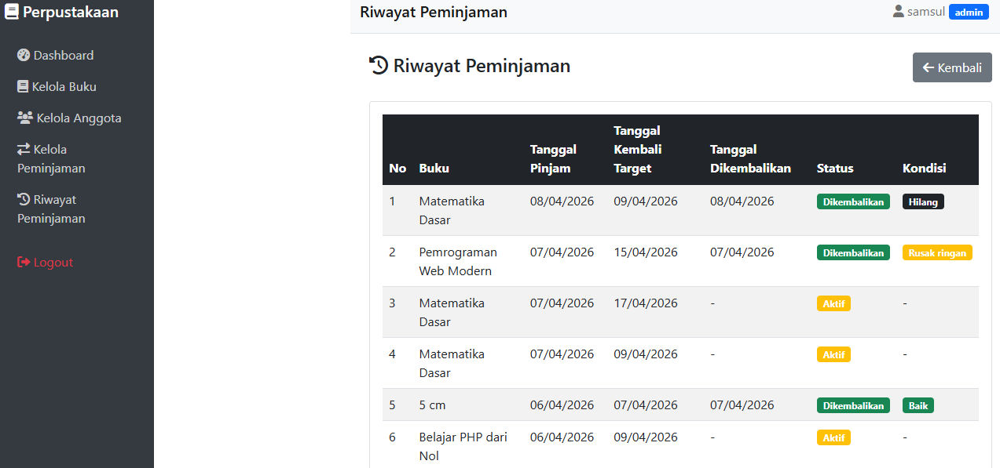 Perpustakaan
Dashboard
Kelola Buku
Kelola Anggota
Kelola
Peminjaman
Riwayat
Peminjaman
Logout
Riwayat Peminjaman
samsul admin
Riwayat Peminjaman
Kembali
No Buku Tanggal Pinjam Tanggal Kembali Target Tanggal Dikembalikan Status Kondisi
1 Matematika Dasar 08/04/2026 09/04/2026 08/04/2026 Dikembalikan Hilang
2 Pemrograman Web Modern 07/04/2026 15/04/2026 07/04/2026 Dikembalikan Rusak ringan
3 Matematika Dasar 07/04/2026 17/04/2026 - Aktif -
4 Matematika Dasar 07/04/2026 09/04/2026 - Aktif -
5 5 cm 06/04/2026 07/04/2026 07/04/2026 Dikembalikan Baik
6 Belajar PHP dari Nol 06/04/2026 09/04/2026 - Aktif -